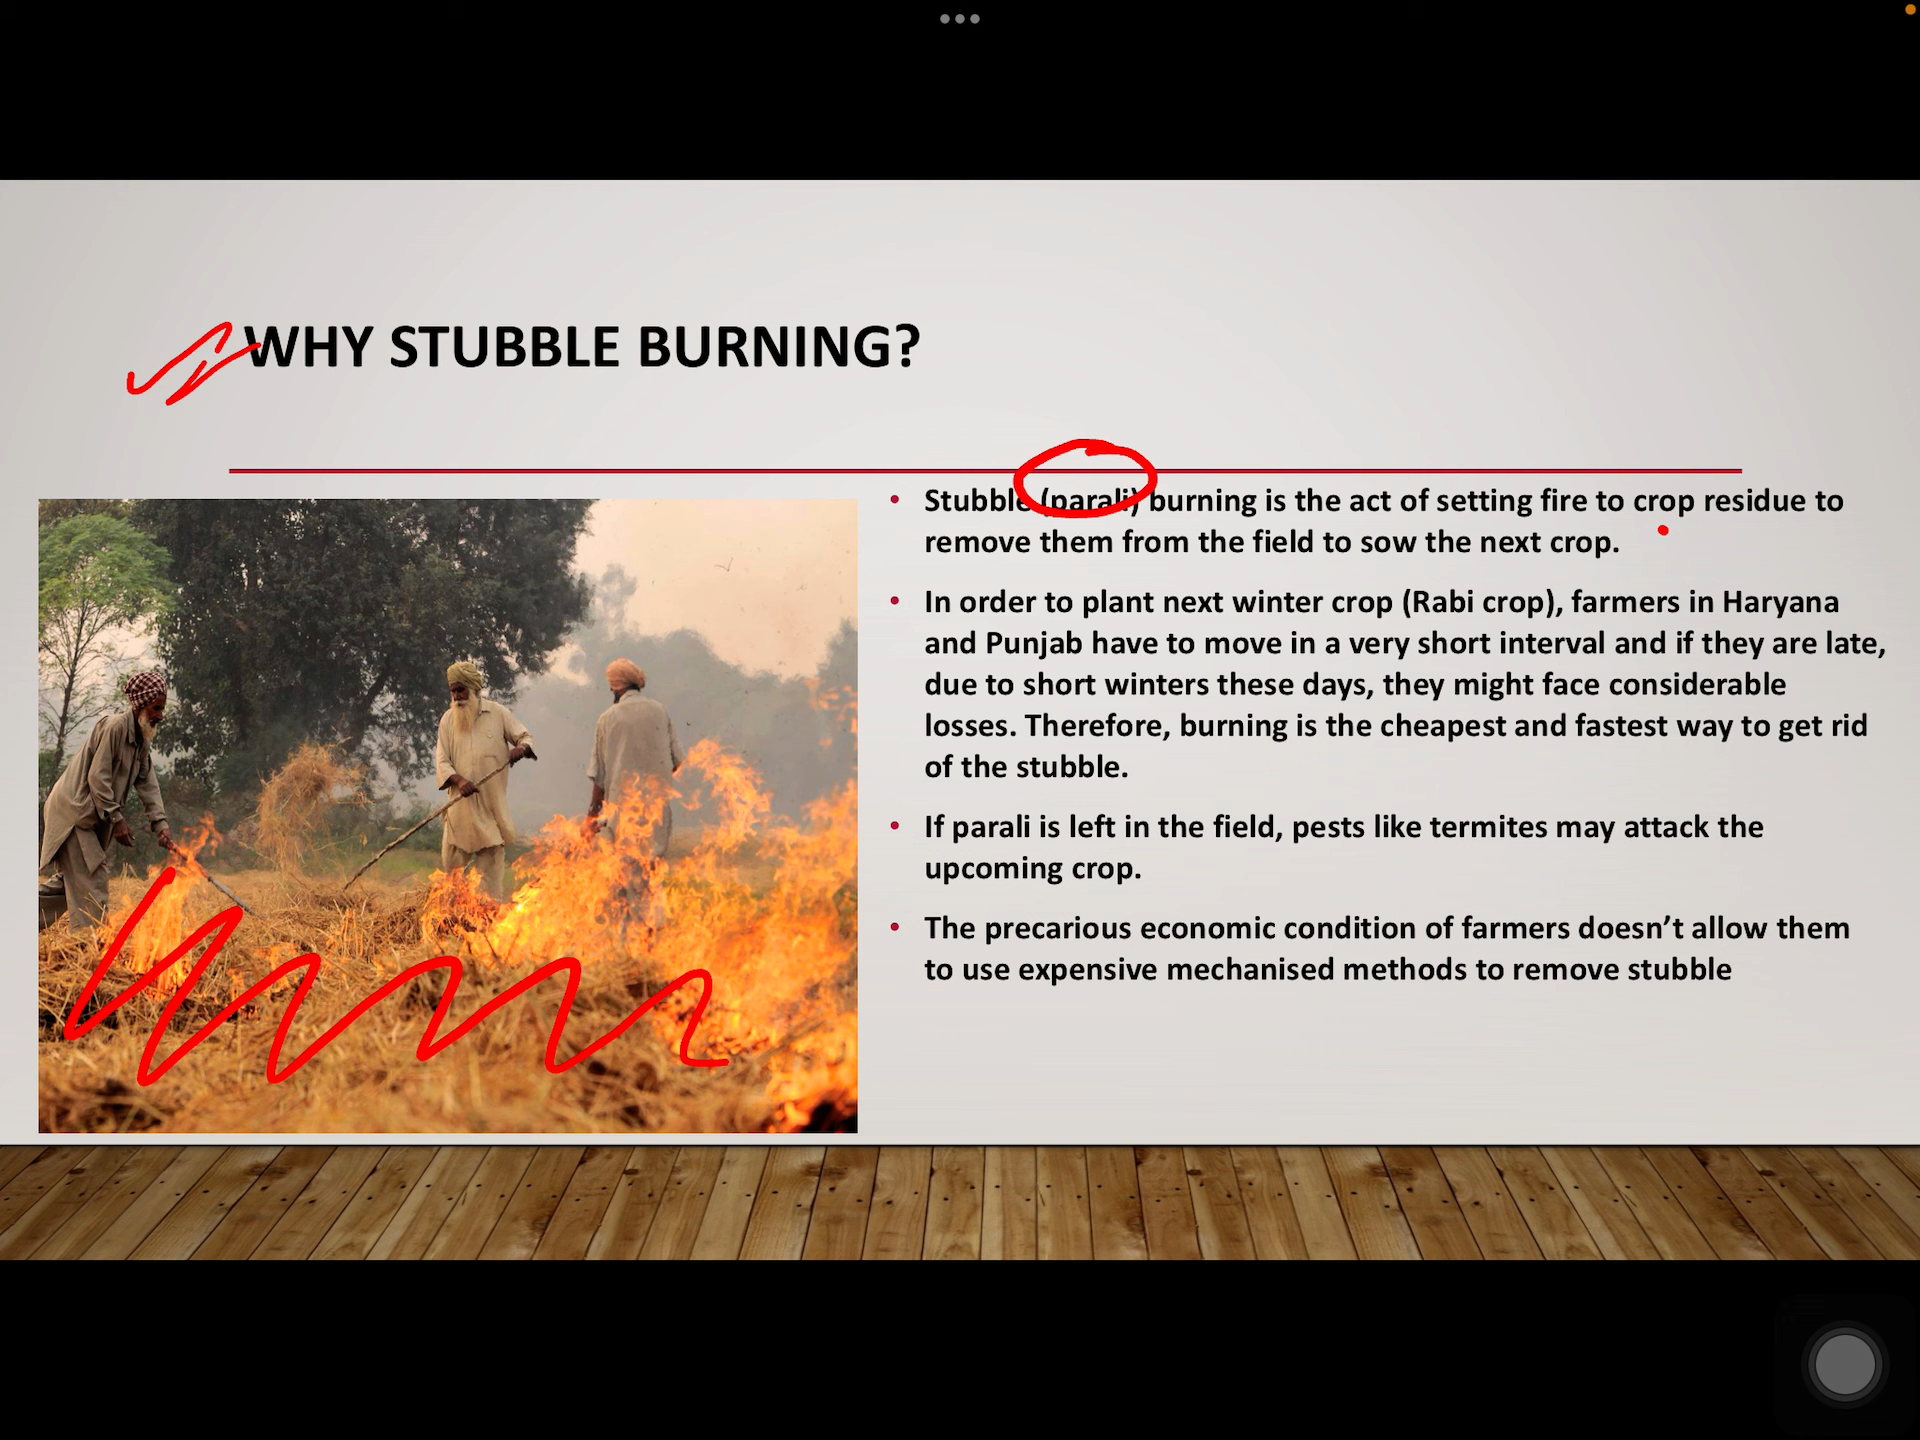 WHY STUBBLE BURNING?
• Stubble (parali) burning is the act of setting fire to crop residue to
remove them from the field to sow the next crop.
• In order to plant next winter crop (Rabi crop), farmers in Haryana
and Punjab have to move in a very short interval and if they are late,
due to short winters these days, they might face considerable
losses. Therefore, burning is the cheapest and fastest way to get rid
of the stubble.
• If parali is left in the field, pests like termites may attack the
upcoming crop.
• The precarious economic condition of farmers doesn’t allow them
to use expensive mechanised methods to remove stubble